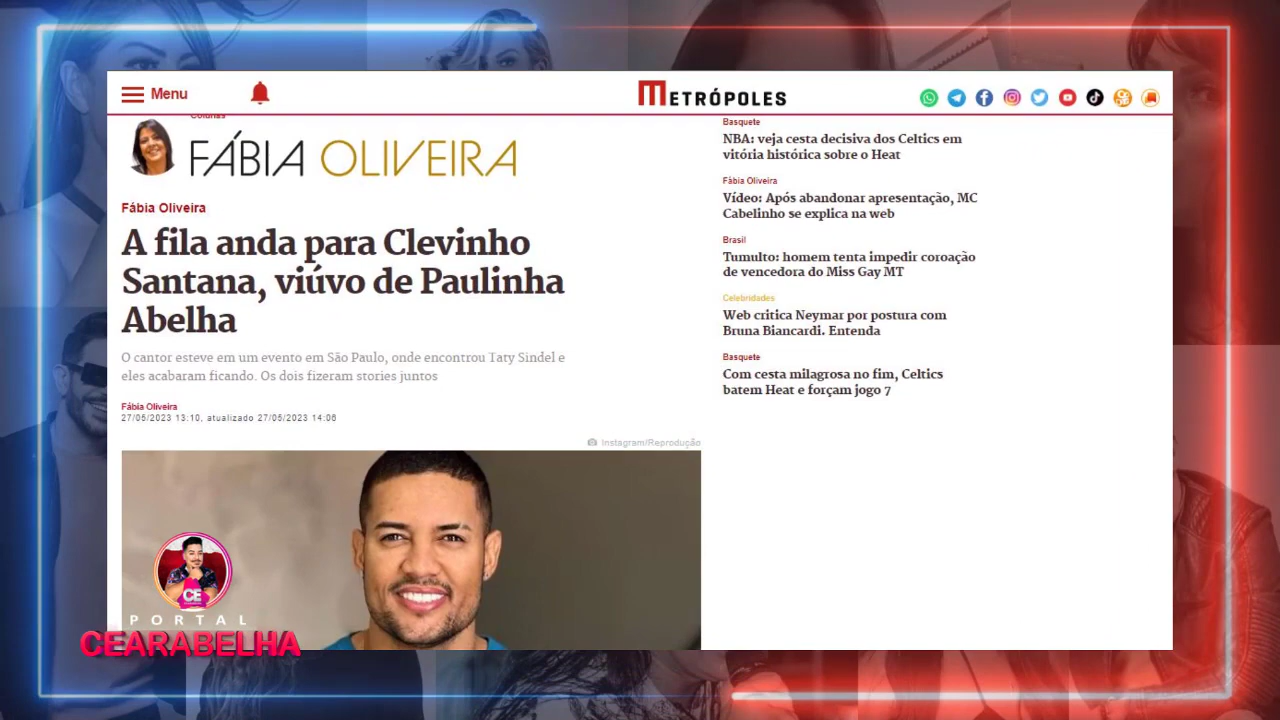 Menu
METRÓPOLES
Colunas
FÁBIA OLIVEIRA
Fábia Oliveira
A fila anda para Clevinho
Santana, viúvo de Paulinha
Abelha
O cantor esteve em um evento em São Paulo, onde encontrou Taty Sindel e
eles acabaram ficando. Os dois fizeram stories juntos
Fábia Oliveira
27/05/2023 13:10, atualizado 27/05/2023 14:06
Instagram/Reprodução
Basquete
NBA: veja cesta decisiva dos Celtics em
vitória histórica sobre o Heat
Fábia Oliveira
Vídeo: Após abandonar apresentação, MC
Cabelinho se explica na web
Brasil
Tumulto: homem tenta impedir coroação
de vencedora do Miss Gay MT
Celebridades
Web critica Neymar por postura com
Bruna Biancardi. Entenda
Basquete
Com cesta milagrosa no fim, Celtics
batem Heat e forçam jogo 7
CE
PORTAL
CEARABELHA